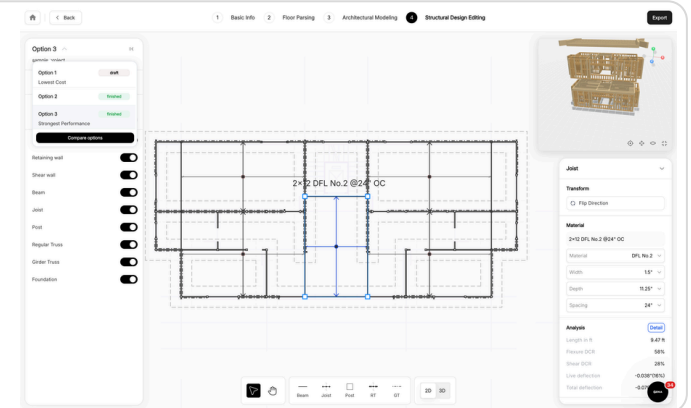 Back
1 Basic Info 2 Floor Parsing 3 Architectural Modeling 4 Structural Design Editing
Export
Option 3
Option 1 draft
Lowest Cost
Option 2 finished
Option 3 finished
Strongest Performance
Compare options
Retaining wall
Shear wall
Beam
Joist
Post
Regular Truss
Girder Truss
Foundation
2×12 DFL No.2 @24" OC
Beam Joist Post RT GT
2D 3D
Joist
Transform
Flip Direction
Material
2×12 DFL No.2 @24" OC
Material DFL No.2
Width 1.5"
Depth 11.25"
Spacing 24"
Analysis Detail
Length in ft 9.47 ft
Flexure DCR 58%
Shear DCR 26%
Live deflection -0.038"(16%)
Total deflection
24